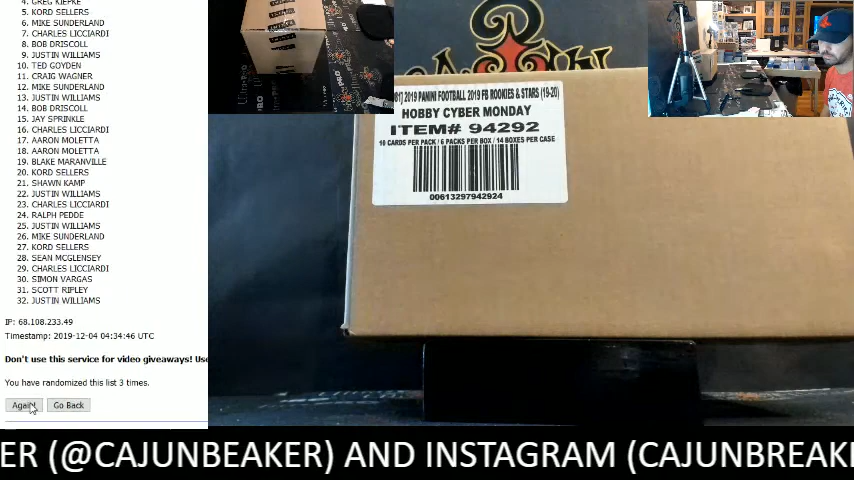 4. GREG KIEPKE
5. KORD SELLERS
6. MIKE SUNDERLAND
7. CHARLES LICCIARDI
8. BOB DRISCOLL
9. JUSTIN WILLIAMS
10. TED GOYDEN
11. CRAIG WAGNER
12. MIKE SUNDERLAND
13. JUSTIN WILLIAMS
14. BOB DRISCOLL
15. JAY SPRINKLE
16. CHARLES LICCIARDI
17. AARON MOLETTA
18. AARON MOLETTA
19. BLAKE MARANVILLE
20. KORD SELLERS
21. SHAWN KAMP
22. JUSTIN WILLIAMS
23. CHARLES LICCIARDI
24. RALPH PEDDE
25. JUSTIN WILLIAMS
26. MIKE SUNDERLAND
27. KORD SELLERS
28. SEAN MCGLENSEY
29. CHARLES LICCIARDI
30. SIMON VARGAS
31. SCOTT RIPLEY
32. JUSTIN WILLIAMS
IP: 68.108.233.49
Timestamp: 2019-12-04 04:34:46 UTC
Don't use this service for video giveaways! Use
You have randomized this list 3 times.
Again! Go Back
2019 PANINI FOOTBALL 2019 FB ROOKIES & STARS (19-20)
HOBBY CYBER MONDAY
ITEM# 94292
10 CARDS PER PACK / 6 PACKS PER BOX / 14 BOXES PER CASE
00613297942924
ER (@CAJUNBEAKER) AND INSTAGRAM (CAJUNBREAK